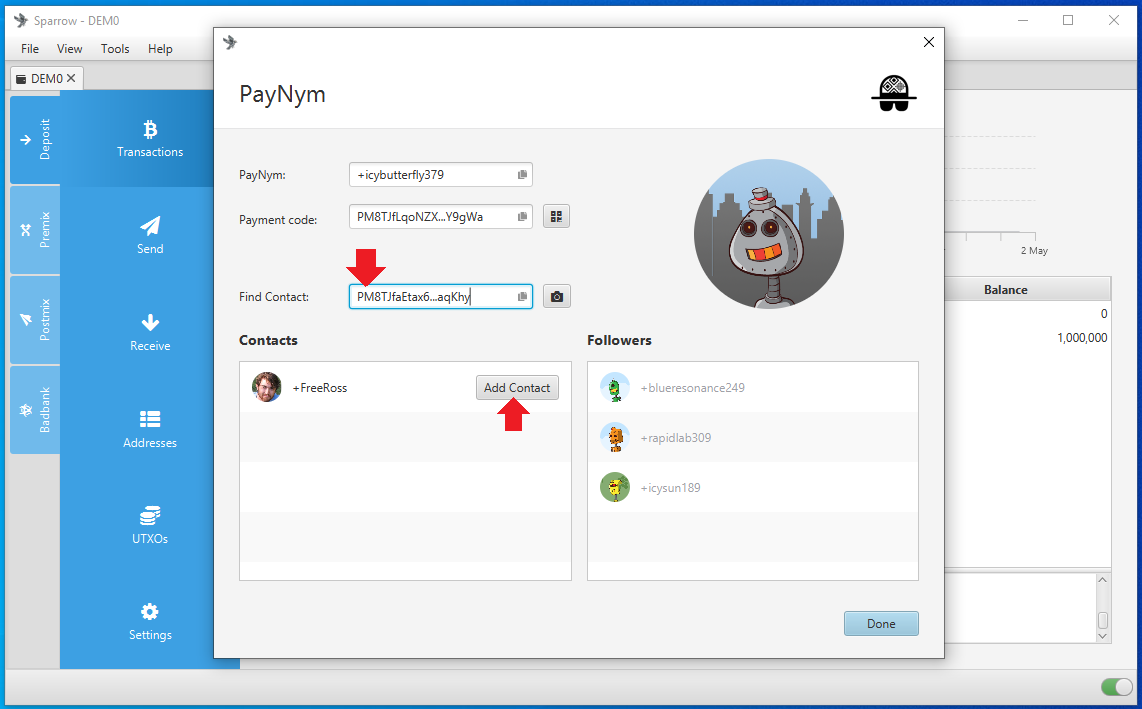 Sparrow - DEM0
File View Tools Help
DEM0
Deposit
Premix
Postmix
Badbank
Transactions
Send
Receive
Addresses
UTXOs
Settings
PayNym
PayNym:
+icybutterfly379
Payment code:
PM8TJfLqoNZX...Y9gWa
Find Contact:
PM8TJfaEtax6...aqKhy
Contacts
+FreeRoss
Add Contact
Followers
+blueresonance249
+rapidlab309
+icysun189
Done
2 May
Balance
0
1,000,000